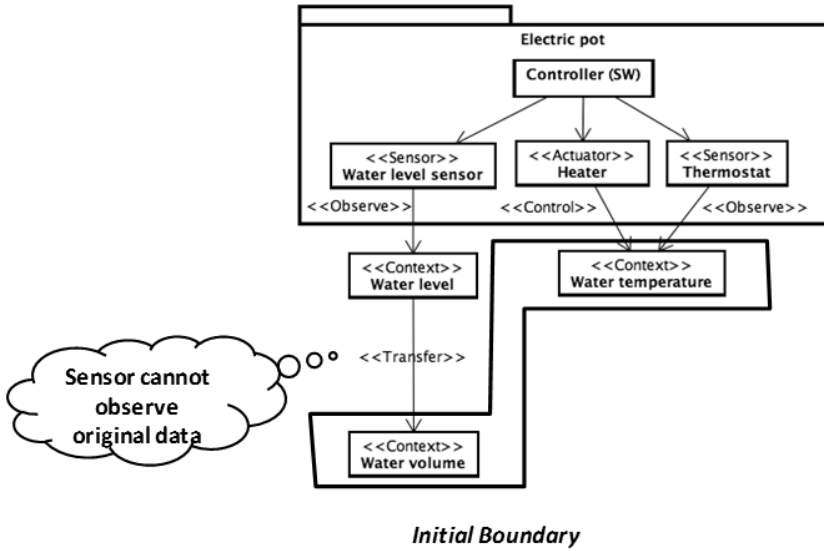 Electric pot
Controller (SW)
<<Sensor>>
Water level sensor
<<Actuator>>
Heater
<<Sensor>>
Thermostat
<<Observe>>
<<Control>>
<<Observe>>
<<Context>>
Water level
<<Context>>
Water temperature
<<Transfer>>
Sensor cannot
observe
original data
<<Context>>
Water volume
Initial Boundary